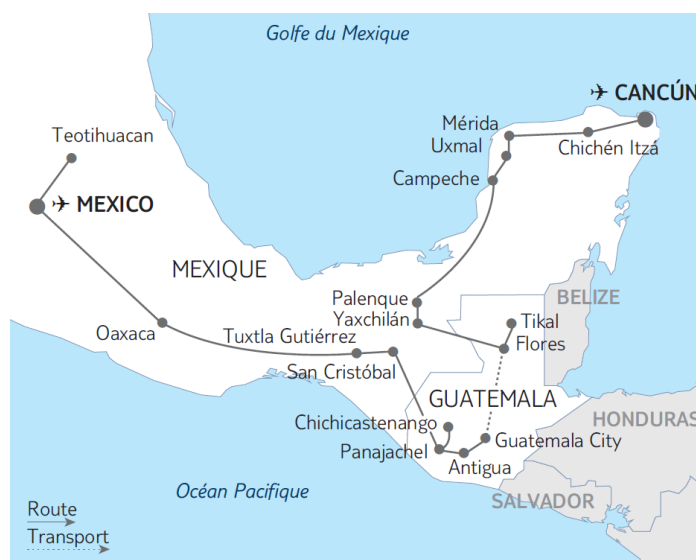 Golfe du Mexique
✈ CANCÚN
Mérida
Uxmal
Chichén Itzá
Teotihuacan
Campeche
✈ MEXICO
MEXIQUE
Palenque
Yaxchilán
BELIZE
Tikal
Flores
Oaxaca
Tuxtla Gutiérrez
San Cristóbal
GUATEMALA
Chichicastenango
HONDURAS
Panajachel
Guatemala City
Antigua
Océan Pacifique
SALVADOR
Route
Transport